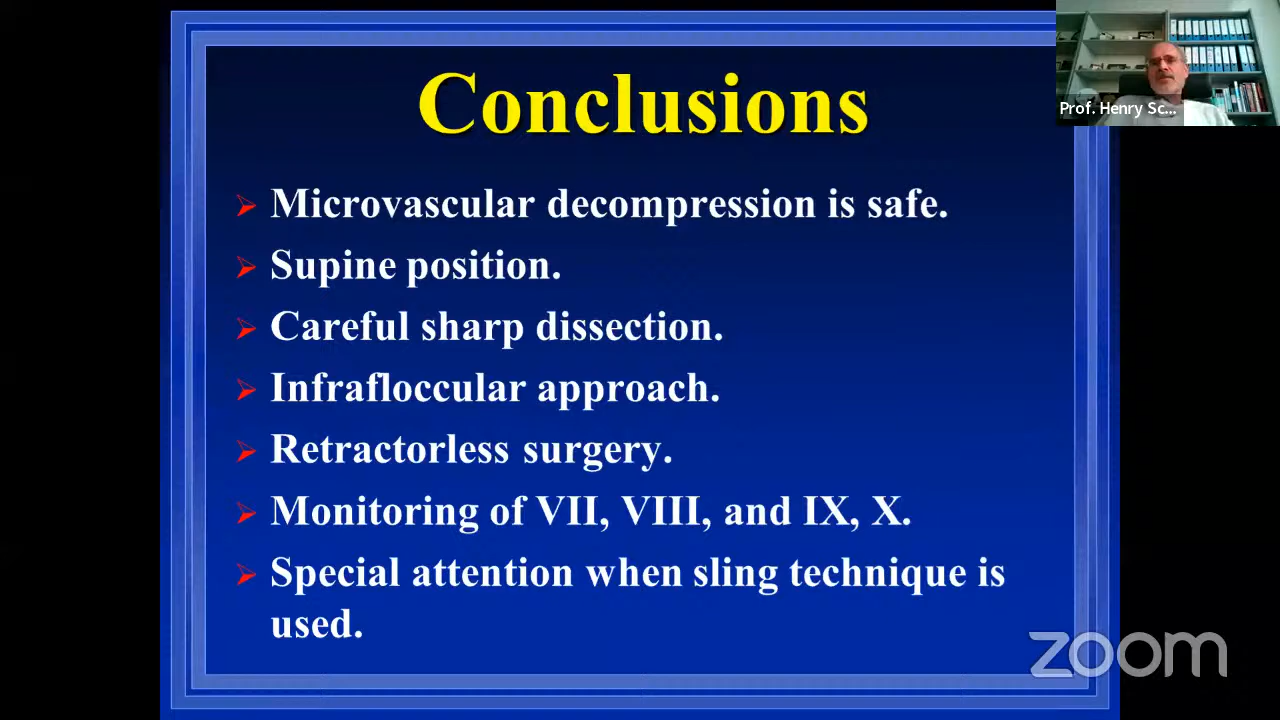 Conclusions
Prof. Henry Sc...
Microvascular decompression is safe.
Supine position.
Careful sharp dissection.
Infrafloccular approach.
Retractorless surgery.
Monitoring of VII, VIII, and IX, X.
Special attention when sling technique is
used.
zoom